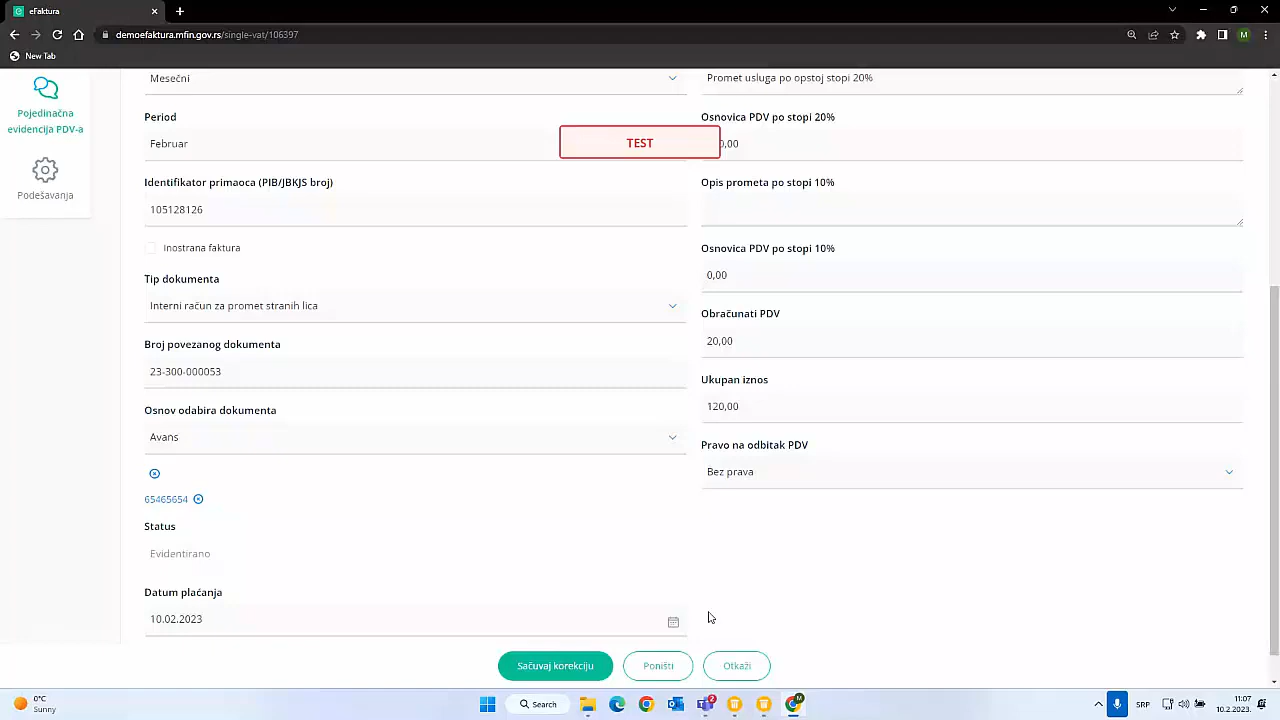 eFaktura
demoefaktura.mfin.gov.rs/single-vat/106397
M
New Tab
Pojedinačna
evidencija PDV-a
Podešavanja
Mesečni
Period
Februar
Identifikator primaoca (PIB/JBKJS broj)
105128126
Inostrana faktura
Tip dokumenta
Interni račun za promet stranih lica
Broj povezanog dokumenta
23-300-000053
Osnov odabira dokumenta
Avans
65465654
Status
Evidentirano
Datum plaćanja
10.02.2023
TEST
Promet usluga po opstoj stopi 20%
Osnovica PDV po stopi 20%
0,00
Opis prometa po stopi 10%
Osnovica PDV po stopi 10%
0,00
Obračunati PDV
20,00
Ukupan iznos
120,00
Pravo na odbitak PDV
Bez prava
Sačuvaj korekciju
Poništi
Otkaži
0°C
Sunny
Search
2
M
SRP
11:07
10.2.2023.